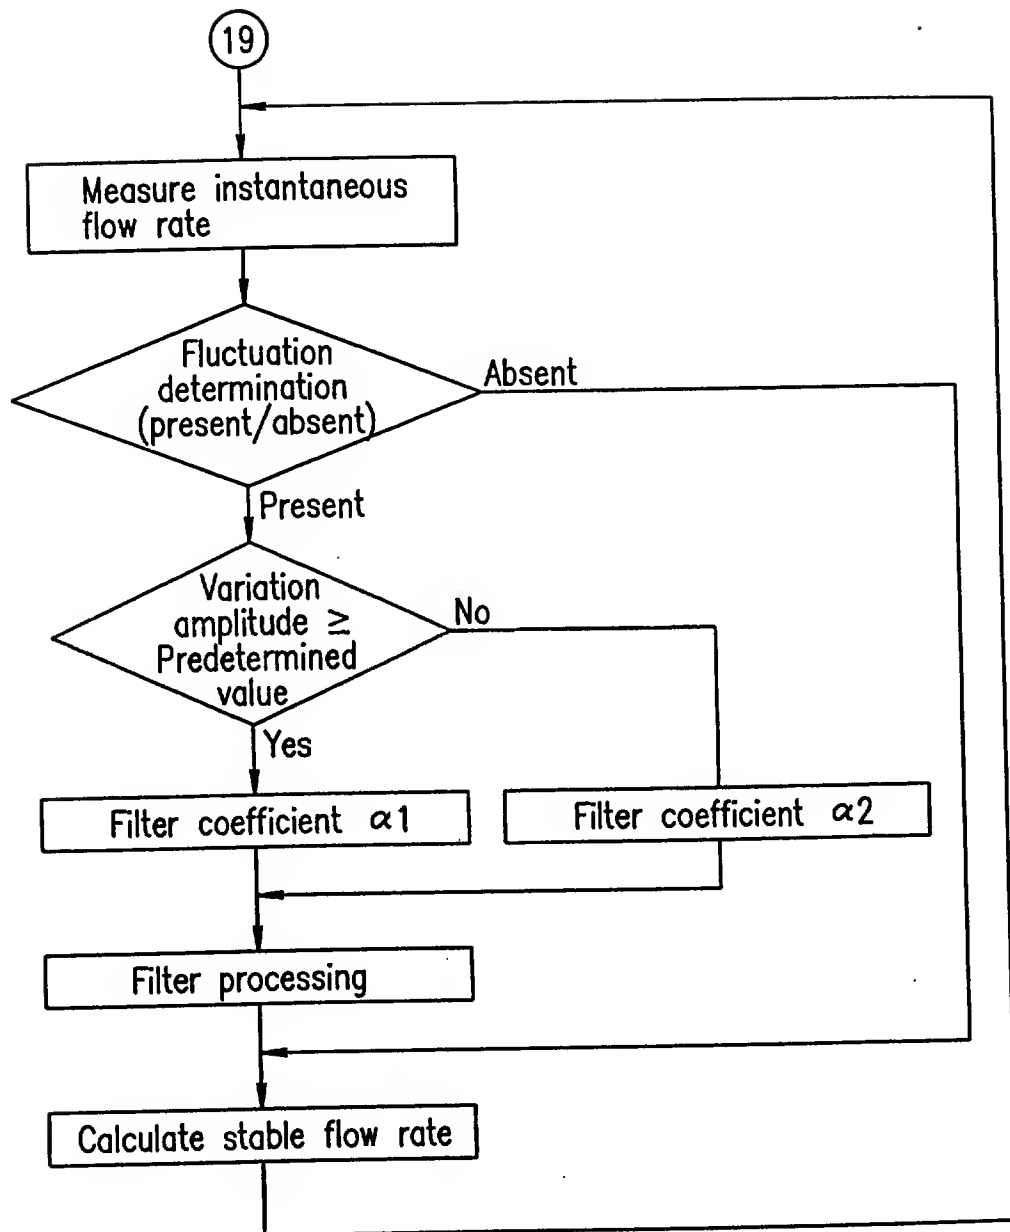 19
Measure instantaneous
flow rate
Fluctuation
determination
(present/absent)
Absent
Present
Variation
amplitude ≥
Predetermined
value
No
Yes
Filter coefficient α1
Filter coefficient α2
Filter processing
Calculate stable flow rate